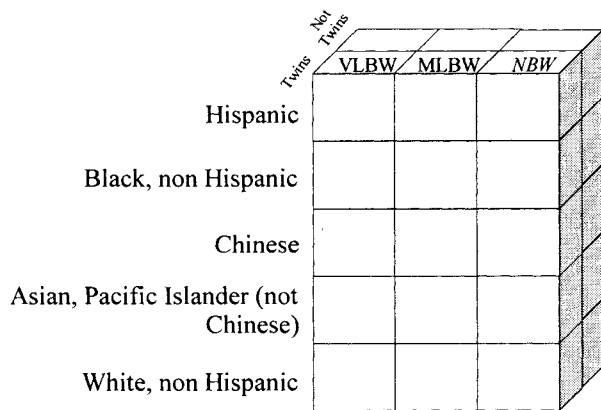 Not
Twins
Twins
VLBW MLBW NBW
Hispanic
Black, non Hispanic
Chinese
Asian, Pacific Islander (not
Chinese)
White, non Hispanic